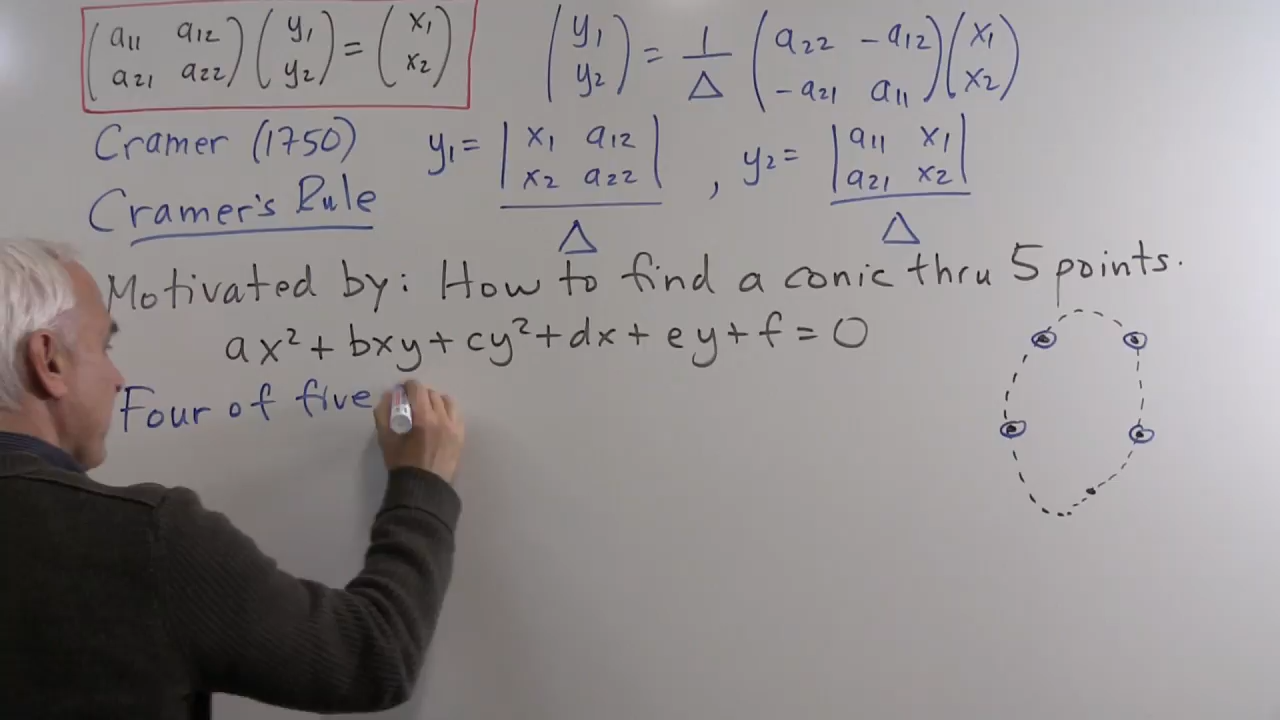 (a11 a12 / a21 a22) (y1 / y2) = (x1 / x2)
(y1 / y2) = 1/Δ (a22 -a12 / -a21 a11) (x1 / x2)
Cramer (1750)
y1 = |x1 a12 / x2 a22| / Δ , y2 = |a11 x1 / a21 x2| / Δ
Cramer's Rule
Motivated by: How to find a conic thru 5 points.
ax² + bxy + cy² + dx + ey + f = 0
Four of five